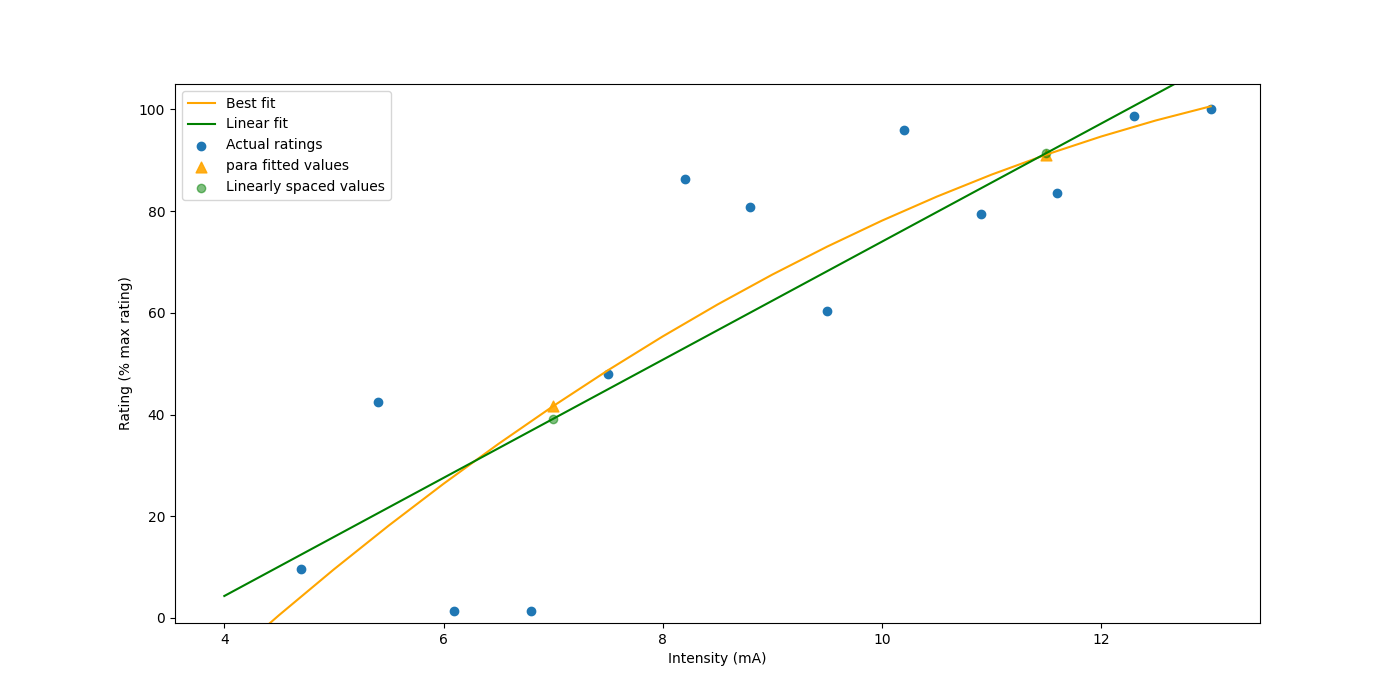 Best fit
Linear fit
Actual ratings
para fitted values
Linearly spaced values
100
80
60
40
20
0
Rating (% max rating)
4 6 8 10 12
Intensity (mA)